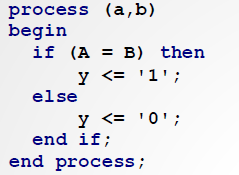 process (a,b)
begin
if (A = B) then
y <= '1';
else
y <= '0';
end if;
end process;